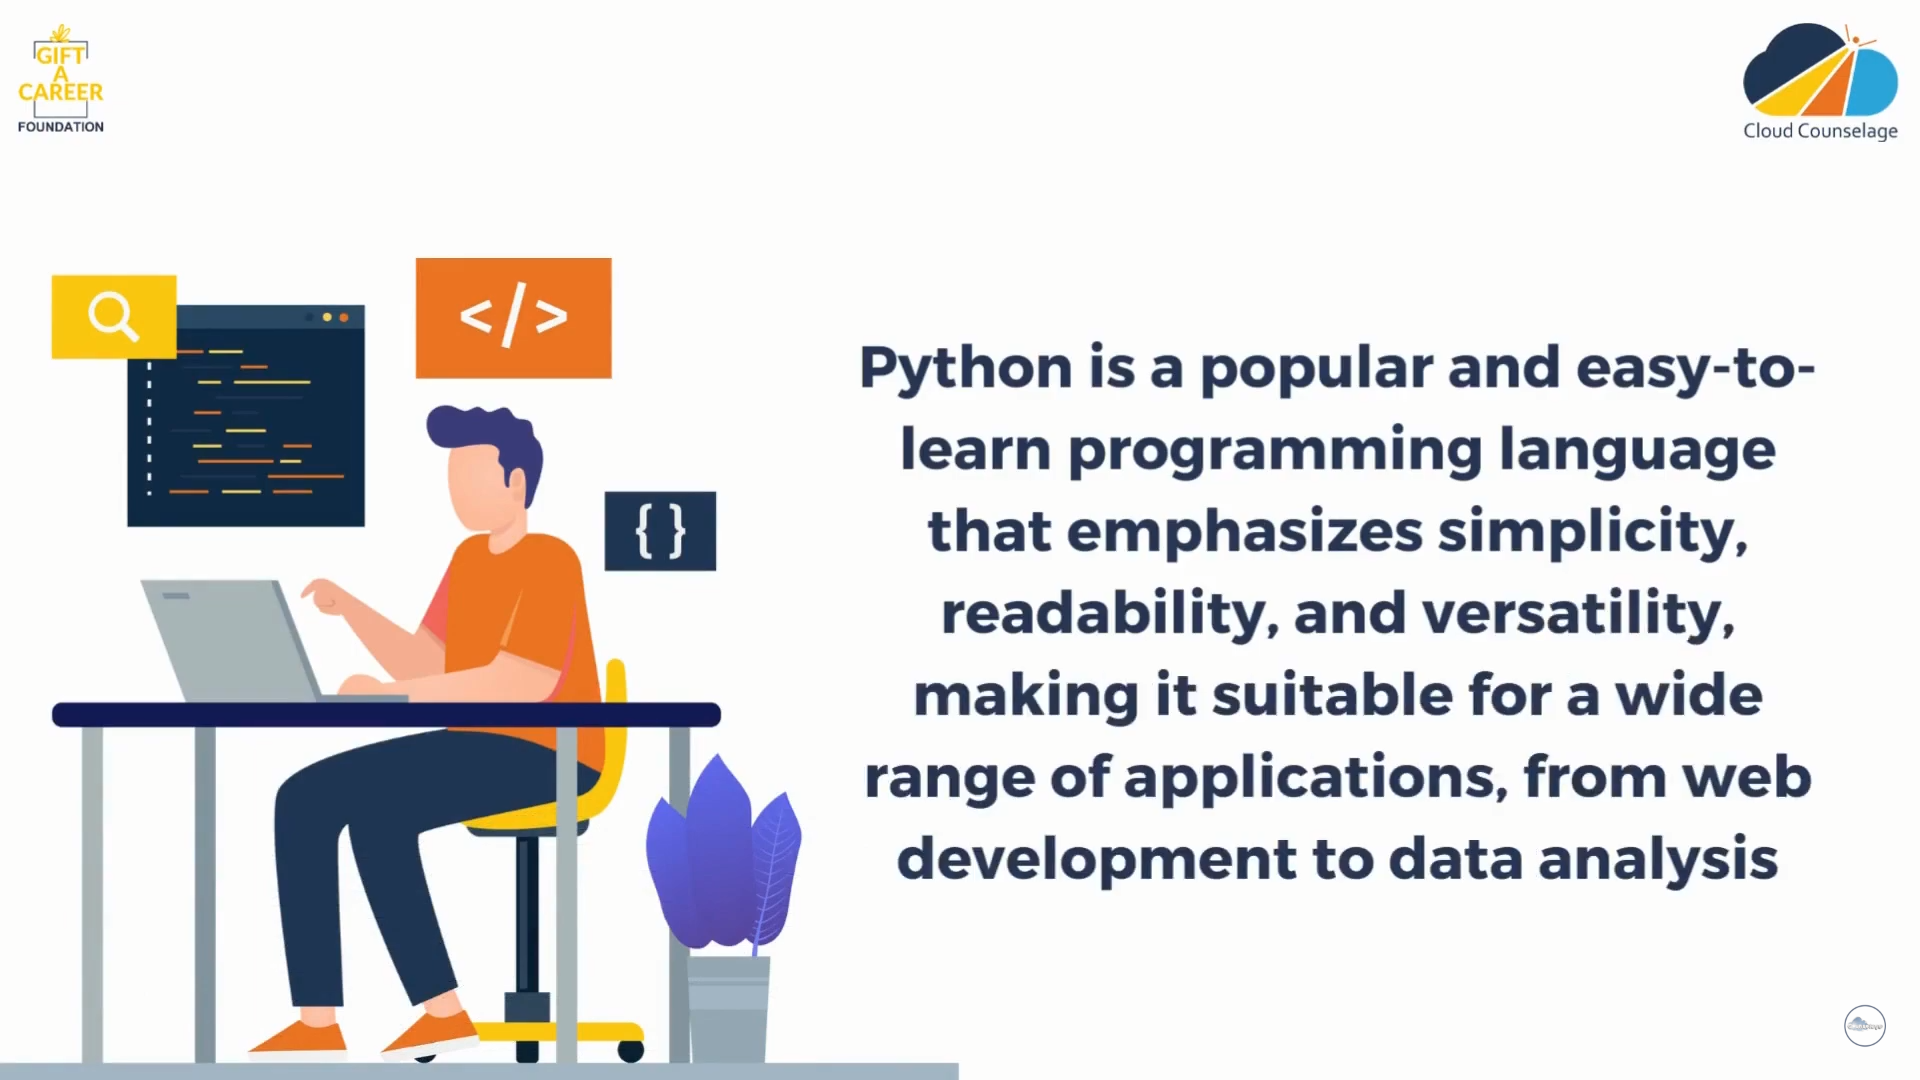 GIFT
A
CAREER
FOUNDATION
Cloud Counselage
</>
{ }
Python is a popular and easy-to-
learn programming language
that emphasizes simplicity,
readability, and versatility,
making it suitable for a wide
range of applications, from web
development to data analysis